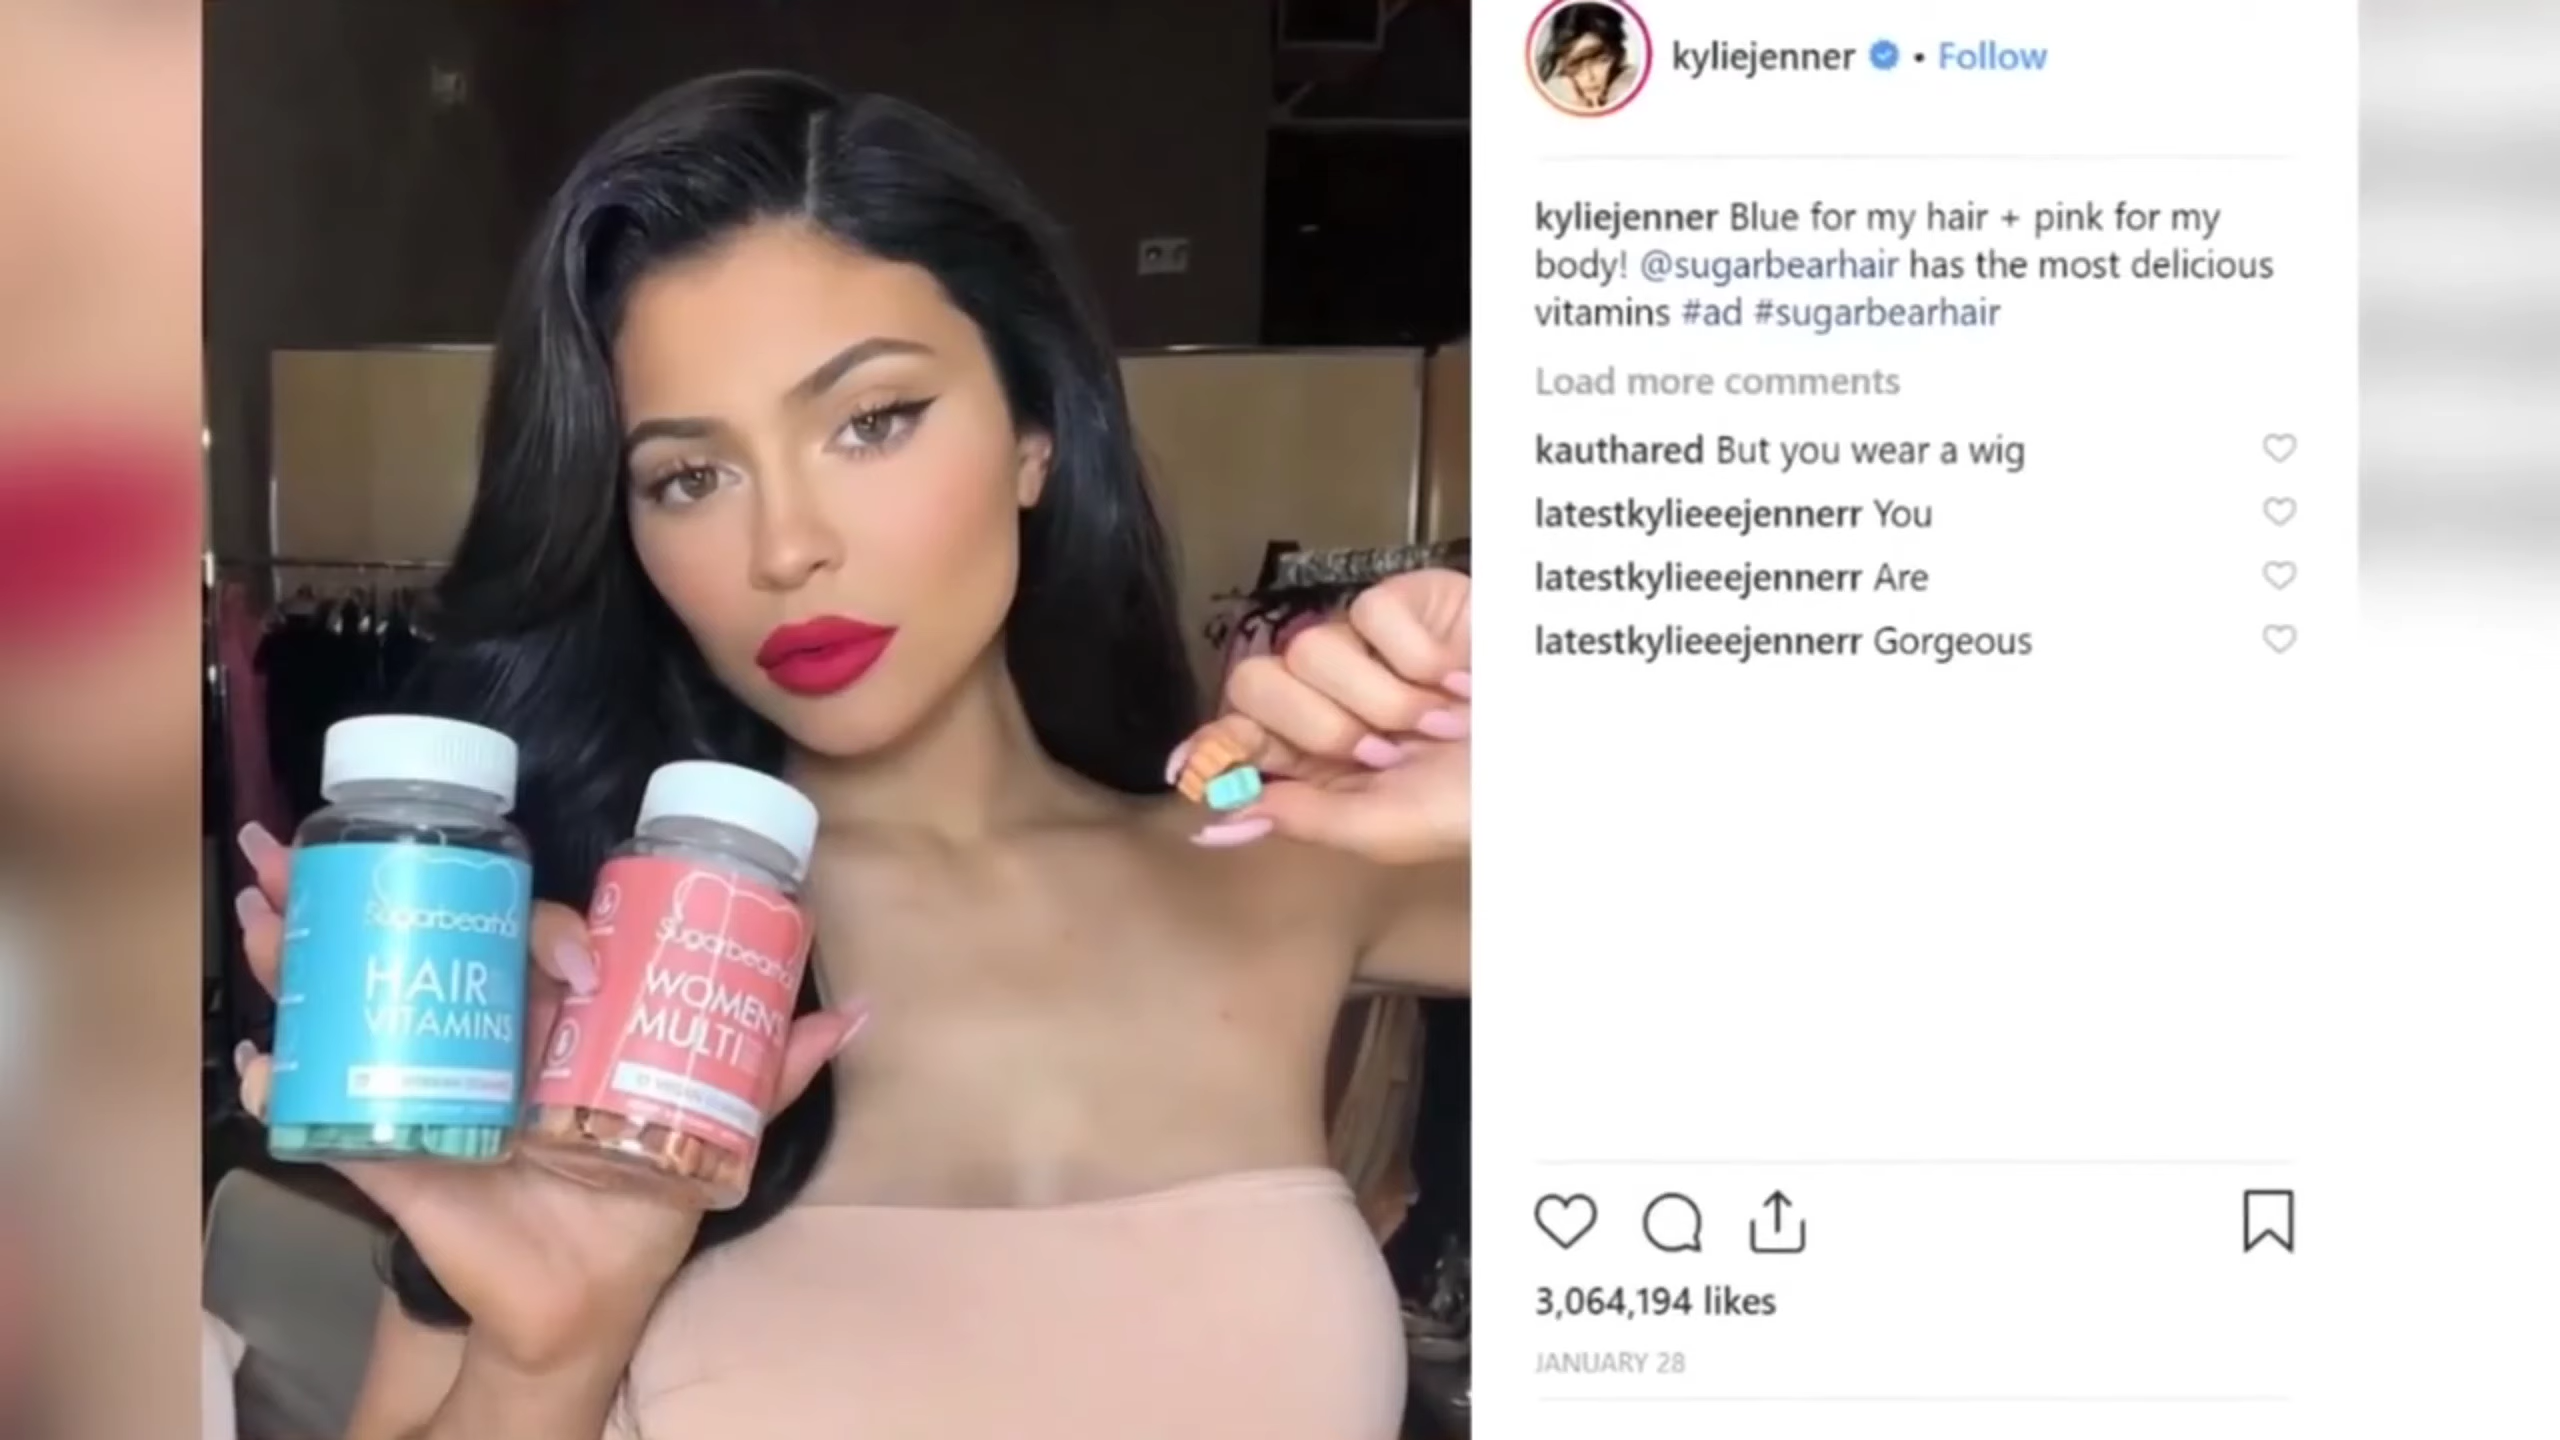 kyliejenner • Follow
kyliejenner Blue for my hair + pink for my
body! @sugarbearhair has the most delicious
vitamins #ad #sugarbearhair
Load more comments
kauthared But you wear a wig
latestkylieeejennerr You
latestkylieeejennerr Are
latestkylieeejennerr Gorgeous
3,064,194 likes
JANUARY 28
HAIR
VITAMINS
WOMEN'S
MULTI